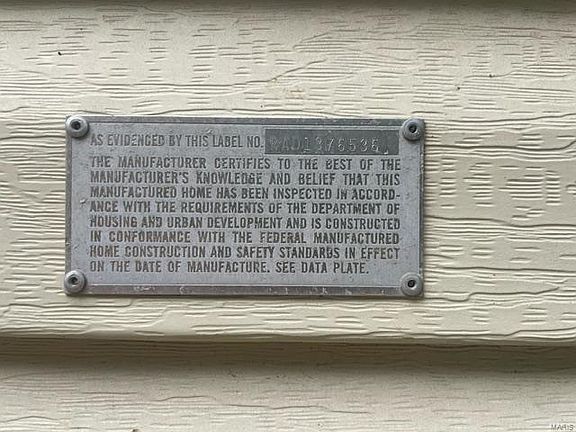 AS EVIDENCED BY THIS LABEL NO. RAD1376536
THE MANUFACTURER CERTIFIES TO THE BEST OF THE
MANUFACTURER'S KNOWLEDGE AND BELIEF THAT THIS
MANUFACTURED HOME HAS BEEN INSPECTED IN ACCORD-
ANCE WITH THE REQUIREMENTS OF THE DEPARTMENT OF
HOUSING AND URBAN DEVELOPMENT AND IS CONSTRUCTED
IN CONFORMANCE WITH THE FEDERAL MANUFACTURED
HOME CONSTRUCTION AND SAFETY STANDARDS IN EFFECT
ON THE DATE OF MANUFACTURE. SEE DATA PLATE.
MARIS